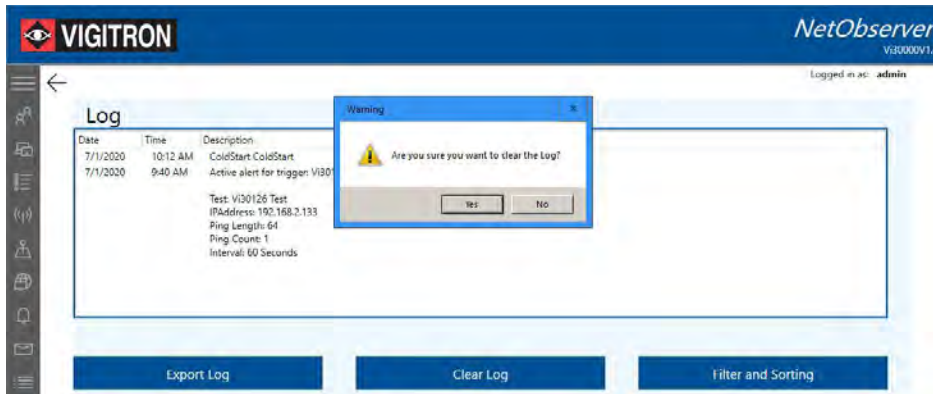 VIGITRON
NetObserver
Vi30000V1.
Logged in as: admin
Log
Date Time Description
7/1/2020 10:12 AM ColdStart ColdStart
7/1/2020 9:40 AM Active alert for trigger: Vi301
Test: Vi30126 Test
IPAddress: 192.168.2.133
Ping Length: 64
Ping Count: 1
Interval: 60 Seconds
Warning
Are you sure you want to clear the Log?
Yes No
Export Log Clear Log Filter and Sorting